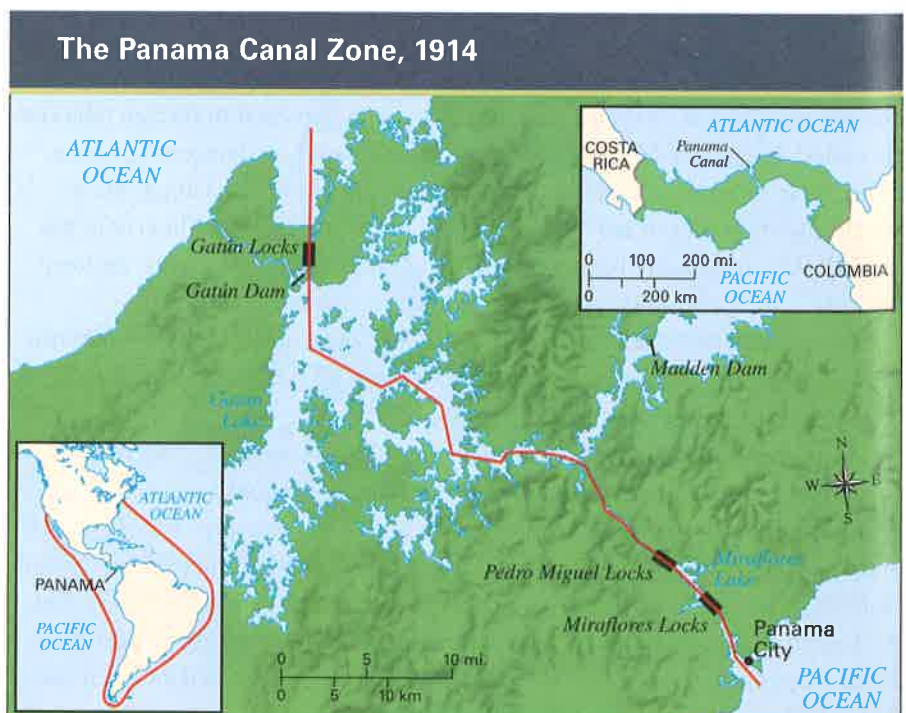 The Panama Canal Zone, 1914
ATLANTIC
OCEAN
Gatún Locks
Gatún Dam
Gatún
Lake
COSTA
RICA
Panama
Canal
ATLANTIC OCEAN
0 100 200 mi.
0 200 km
PACIFIC
OCEAN
COLOMBIA
Madden Dam
N
W E
S
ATLANTIC
OCEAN
PANAMA
PACIFIC
OCEAN
Pedro Miguel Locks
Miraflores
Lake
Miraflores Locks
Panama
City
0 5 10 mi.
0 5 10 km
PACIFIC
OCEAN